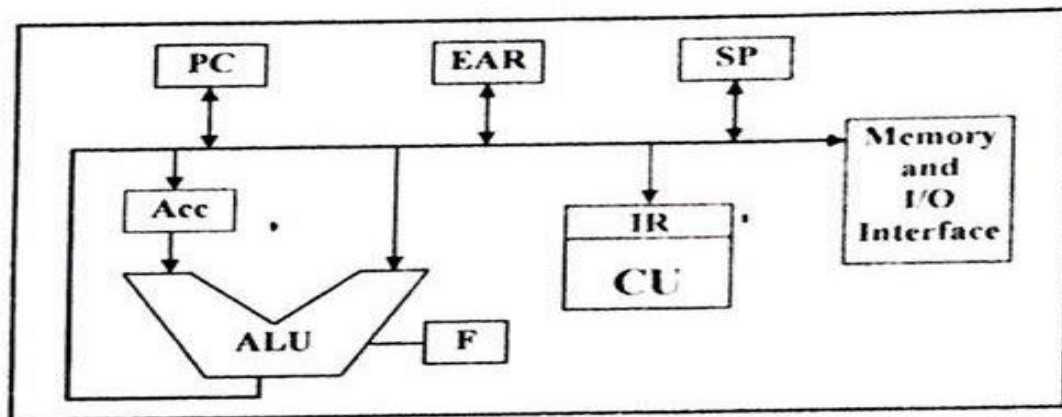 PC
EAR
SP
Memory
and
I/O
Interface
Acc
IR
CU
ALU
F